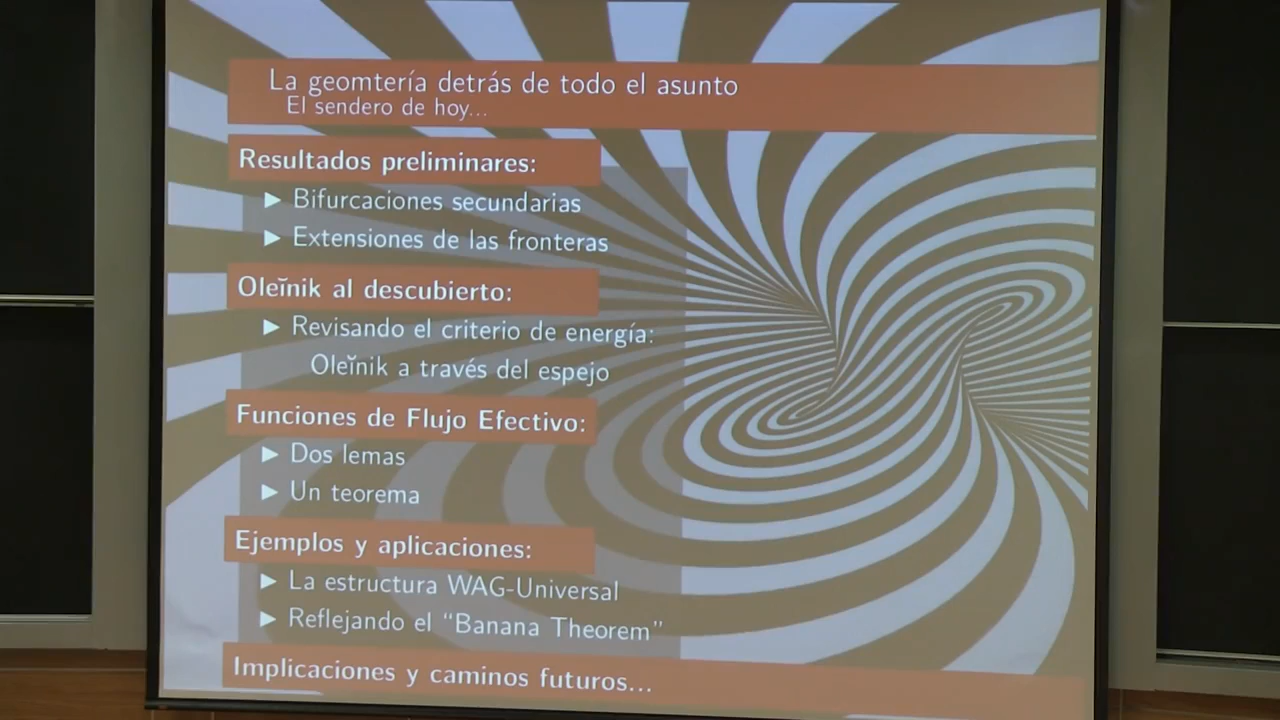 La geomtería detrás de todo el asunto
El sendero de hoy...
Resultados preliminares:
▶ Bifurcaciones secundarias
▶ Extensiones de las fronteras
Oleĭnik al descubierto:
▶ Revisando el criterio de energía:
Oleĭnik a través del espejo
Funciones de Flujo Efectivo:
▶ Dos lemas
▶ Un teorema
Ejemplos y aplicaciones:
▶ La estructura WAG-Universal
▶ Reflejando el “Banana Theorem”
Implicaciones y caminos futuros...